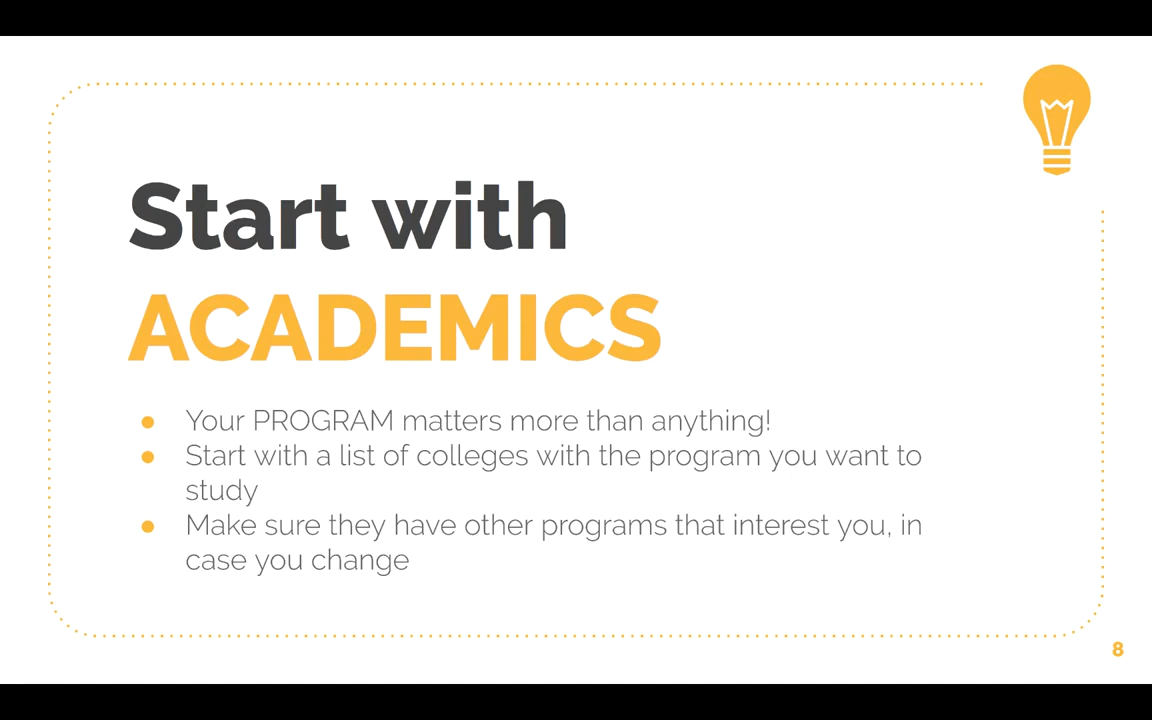 Start with
ACADEMICS
● Your PROGRAM matters more than anything!
● Start with a list of colleges with the program you want to
study
● Make sure they have other programs that interest you, in
case you change
8